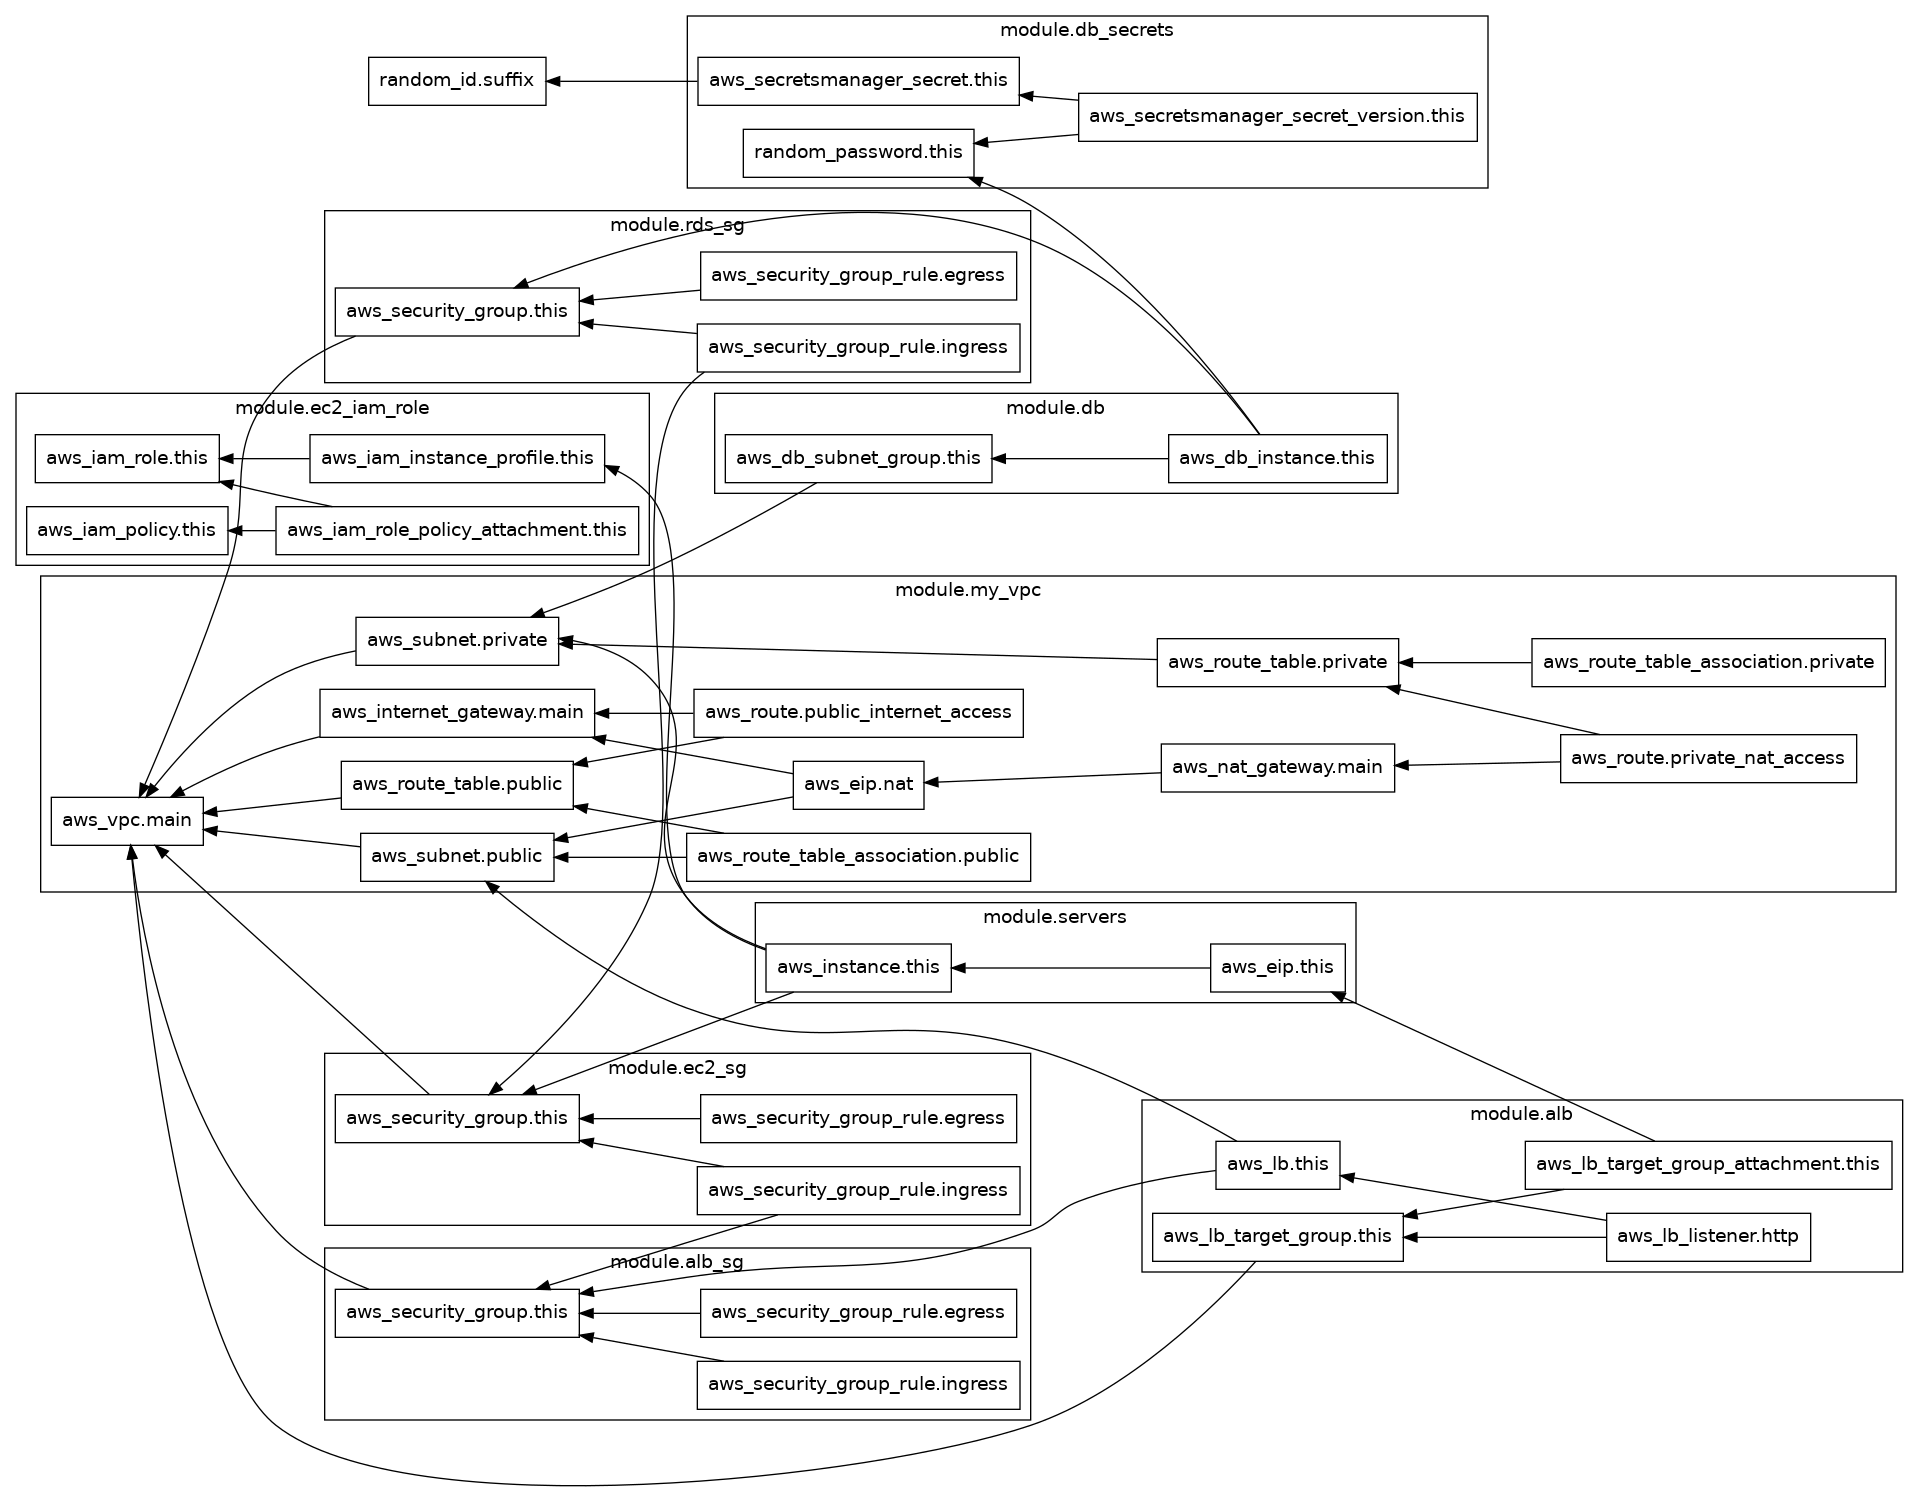 module.db_secrets
random_id.suffix
aws_secretsmanager_secret.this
aws_secretsmanager_secret_version.this
random_password.this
module.rds_sg
aws_security_group_rule.egress
aws_security_group.this
aws_security_group_rule.ingress
module.ec2_iam_role
aws_iam_role.this
aws_iam_instance_profile.this
aws_iam_policy.this
aws_iam_role_policy_attachment.this
module.db
aws_db_subnet_group.this
aws_db_instance.this
module.my_vpc
aws_subnet.private
aws_route_table.private
aws_route_table_association.private
aws_internet_gateway.main
aws_route.public_internet_access
aws_route_table.public
aws_eip.nat
aws_nat_gateway.main
aws_route.private_nat_access
aws_vpc.main
aws_subnet.public
aws_route_table_association.public
module.servers
aws_instance.this
aws_eip.this
module.ec2_sg
aws_security_group.this
aws_security_group_rule.egress
aws_security_group_rule.ingress
module.alb
aws_lb.this
aws_lb_target_group_attachment.this
aws_lb_target_group.this
aws_lb_listener.http
module.alb_sg
aws_security_group.this
aws_security_group_rule.egress
aws_security_group_rule.ingress